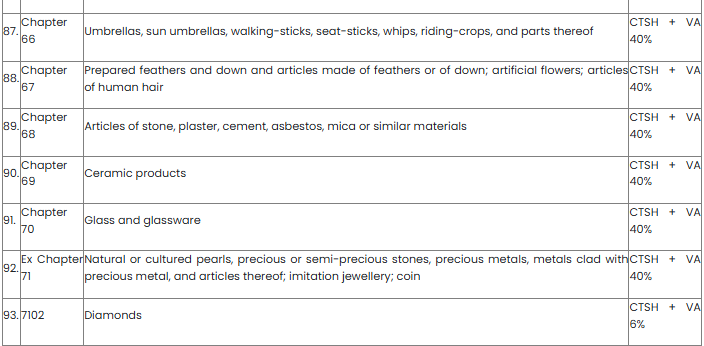 87. Chapter 66 Umbrellas, sun umbrellas, walking-sticks, seat-sticks, whips, riding-crops, and parts thereof CTSH + VA 40%
88. Chapter 67 Prepared feathers and down and articles made of feathers or of down; artificial flowers; articles of human hair CTSH + VA 40%
89. Chapter 68 Articles of stone, plaster, cement, asbestos, mica or similar materials CTSH + VA 40%
90. Chapter 69 Ceramic products CTSH + VA 40%
91. Chapter 70 Glass and glassware CTSH + VA 40%
92. Ex Chapter 71 Natural or cultured pearls, precious or semi-precious stones, precious metals, metals clad with precious metal, and articles thereof; imitation jewellery; coin CTSH + VA 40%
93. 7102 Diamonds CTSH + VA 6%